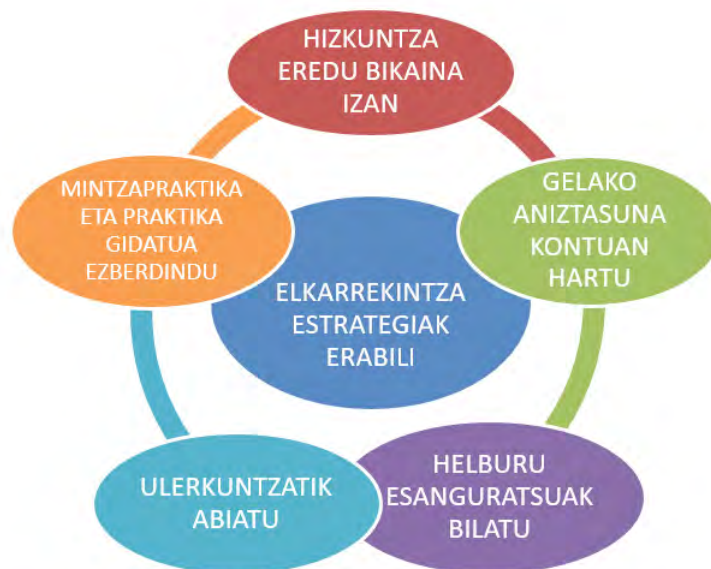 HIZKUNTZA
EREDU BIKAINA
IZAN
GELAKO
ANIZTASUNA
KONTUAN
HARTU
HELBURU
ESANGURATSUAK
BILATU
ULERKUNTZATIK
ABIATU
MINTZAPRAKTIKA
ETA PRAKTIKA
GIDATUA
EZBERDINDU
ELKARREKINTZA
ESTRATEGIAK
ERABILI